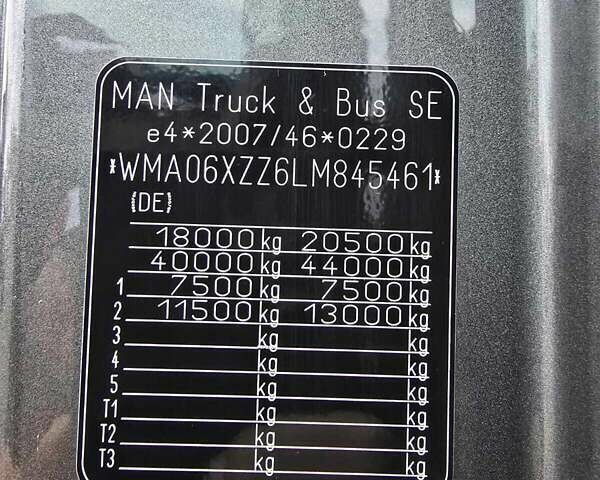 MAN Truck & Bus SE
e4*2007/46*0229
*WMA06XZZ6LM845461*
(DE)
18000 kg 20500 kg
40000 kg 44000 kg
1 7500 kg 7500 kg
2 11500 kg 13000 kg
3 kg kg
4 kg kg
5 kg kg
T1 kg kg
T2 kg kg
T3 kg kg